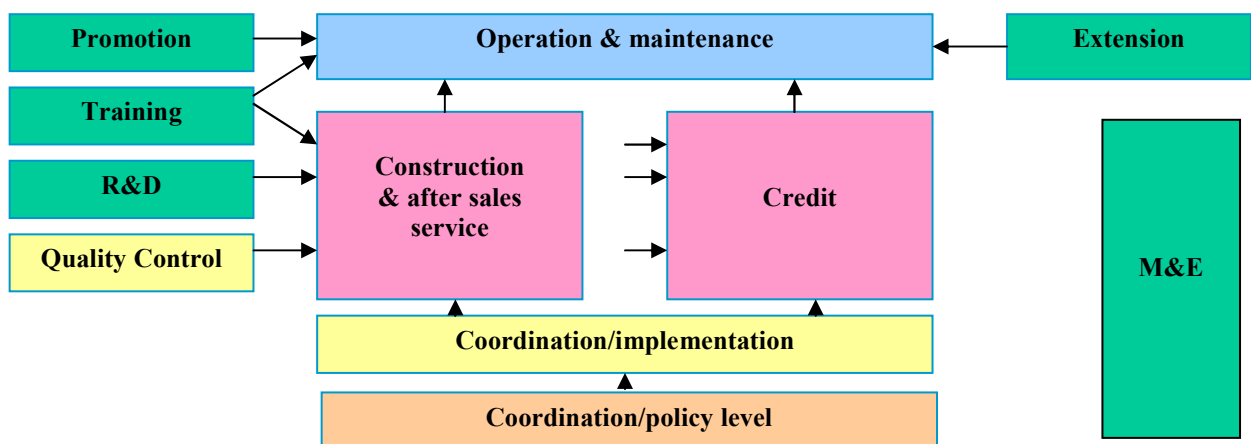 Promotion
Operation & maintenance
Extension
Training
R&D
Construction
& after sales
service
Credit
Quality Control
M&E
Coordination/implementation
Coordination/policy level